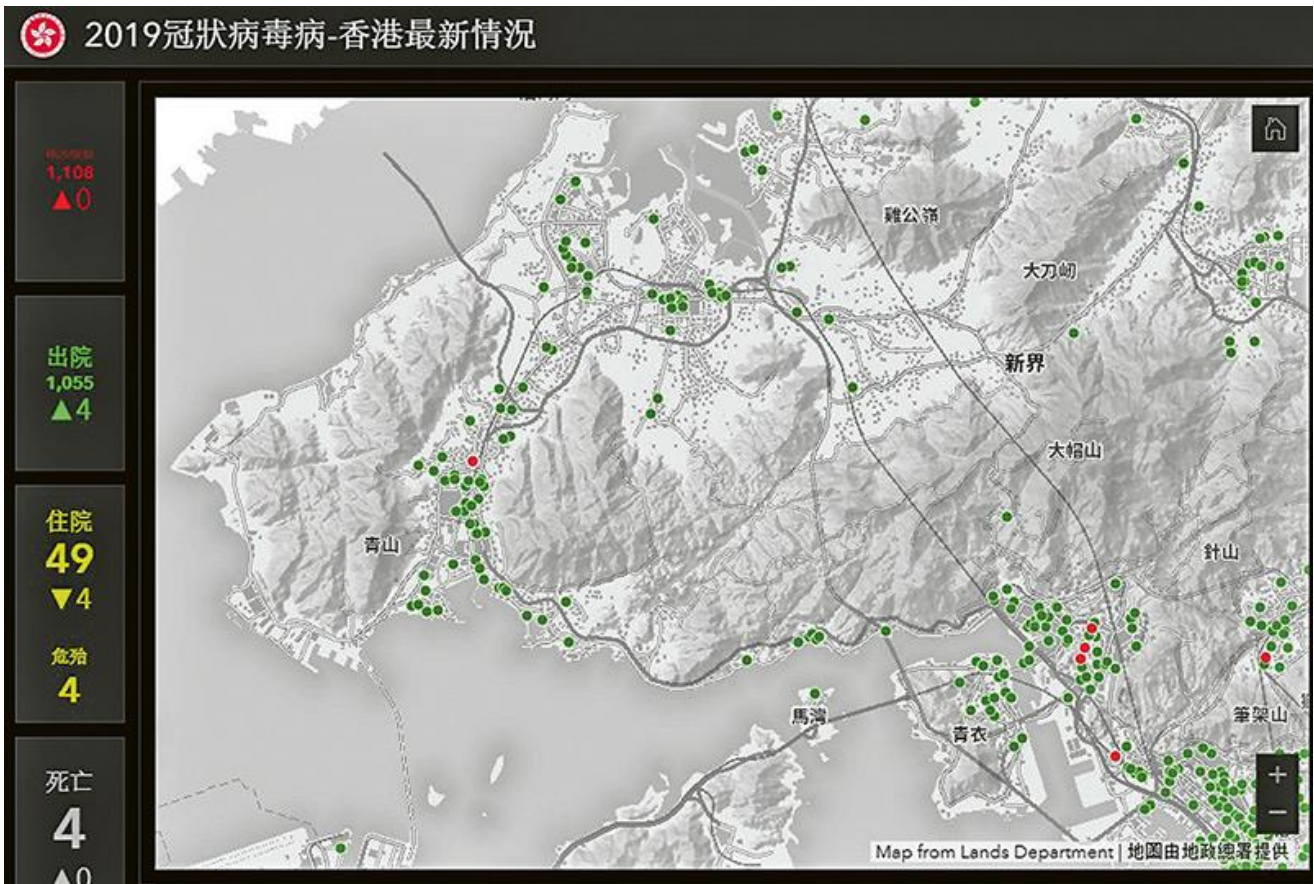 2019冠狀病毒病-香港最新情況
1,108
▲0
出院
1,055
▲4
住院
49
▼4
危殆
4
死亡
4
▲0
雞公嶺
大刀屻
新界
大帽山
針山
青山
馬灣
青衣
筆架山
+
−
Map from Lands Department | 地圖由地政總署提供